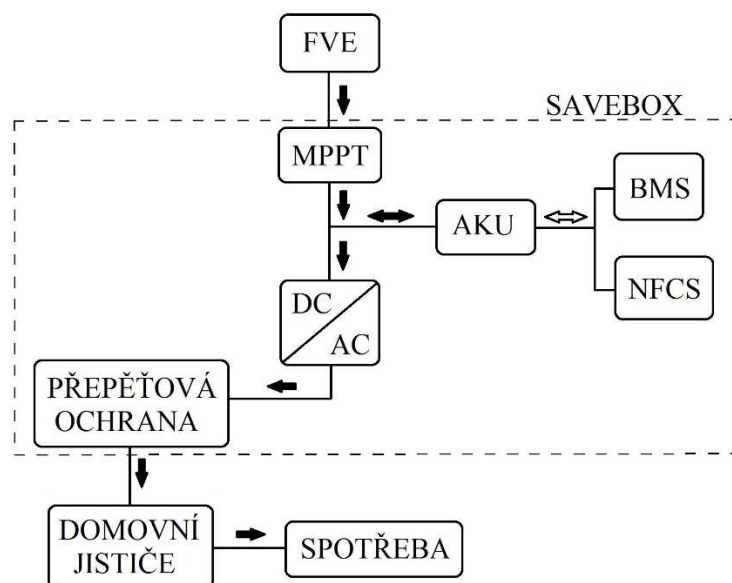 FVE
SAVEBOX
MPPT
BMS
AKU
NFCS
DC
AC
PŘEPĚŤOVÁ
OCHRANA
DOMOVNÍ
JISTIČE
SPOTŘEBA